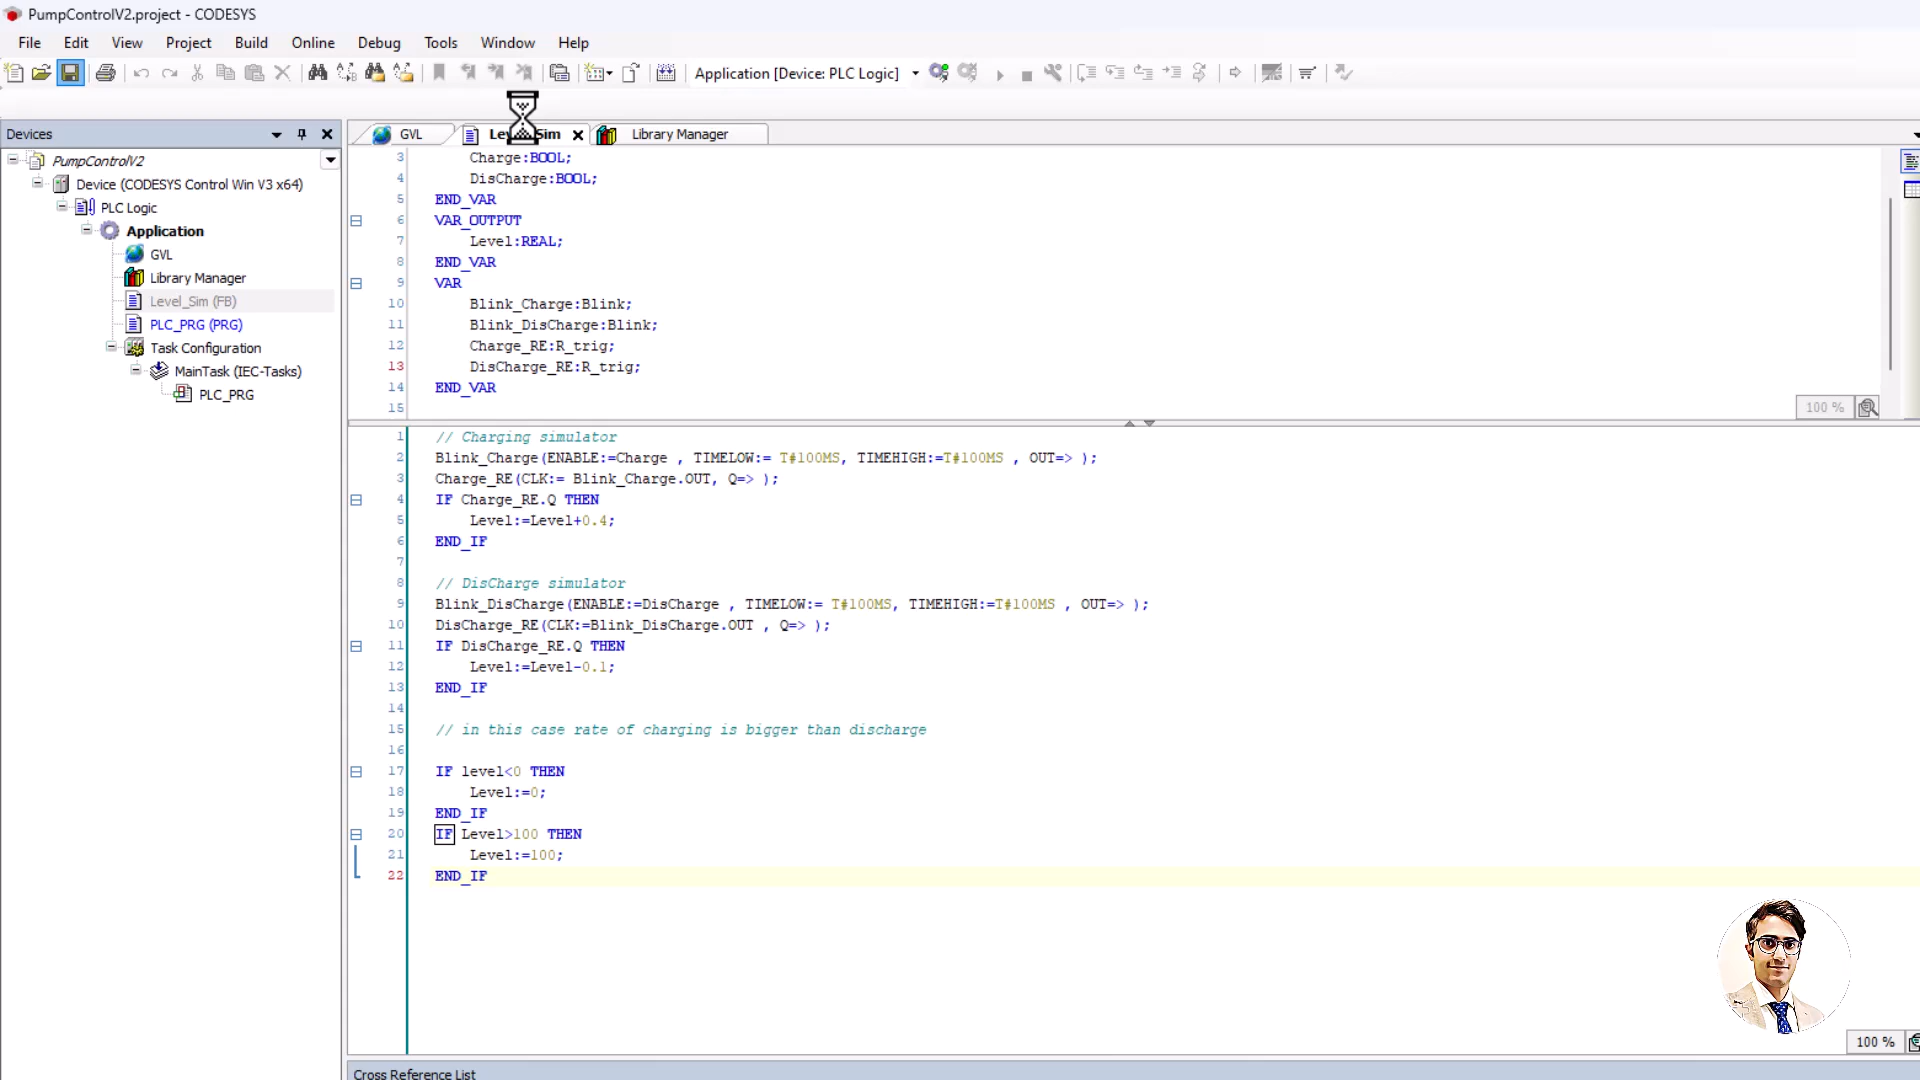 PumpControlV2.project - CODESYS
File Edit View Project Build Online Debug Tools Window Help
Application [Device: PLC Logic]
Devices
PumpControlV2
Device (CODESYS Control Win V3 x64)
PLC Logic
Application
GVL
Library Manager
Level_Sim (FB)
PLC_PRG (PRG)
Task Configuration
MainTask (IEC-Tasks)
PLC_PRG
GVL
Sim
Library Manager
3 Charge:BOOL;
4 DisCharge:BOOL;
5 END_VAR
6 VAR_OUTPUT
7 Level:REAL;
8 END_VAR
9 VAR
10 Blink_Charge:Blink;
11 Blink_DisCharge:Blink;
12 Charge_RE:R_trig;
13 DisCharge_RE:R_trig;
14 END_VAR
15
100 %
1 // Charging simulator
2 Blink_Charge(ENABLE:=Charge , TIMELOW:= T#100MS, TIMEHIGH:=T#100MS , OUT=> );
3 Charge_RE(CLK:= Blink_Charge.OUT, Q=> );
4 IF Charge_RE.Q THEN
5 Level:=Level+0.4;
6 END_IF
7
8 // DisCharge simulator
9 Blink_DisCharge(ENABLE:=DisCharge , TIMELOW:= T#100MS, TIMEHIGH:=T#100MS , OUT=> );
10 DisCharge_RE(CLK:=Blink_DisCharge.OUT , Q=> );
11 IF DisCharge_RE.Q THEN
12 Level:=Level-0.1;
13 END_IF
14
15 // in this case rate of charging is bigger than discharge
16
17 IF level<0 THEN
18 Level:=0;
19 END_IF
20 IF Level>100 THEN
21 Level:=100;
22 END_IF
100 %
Cross Reference List